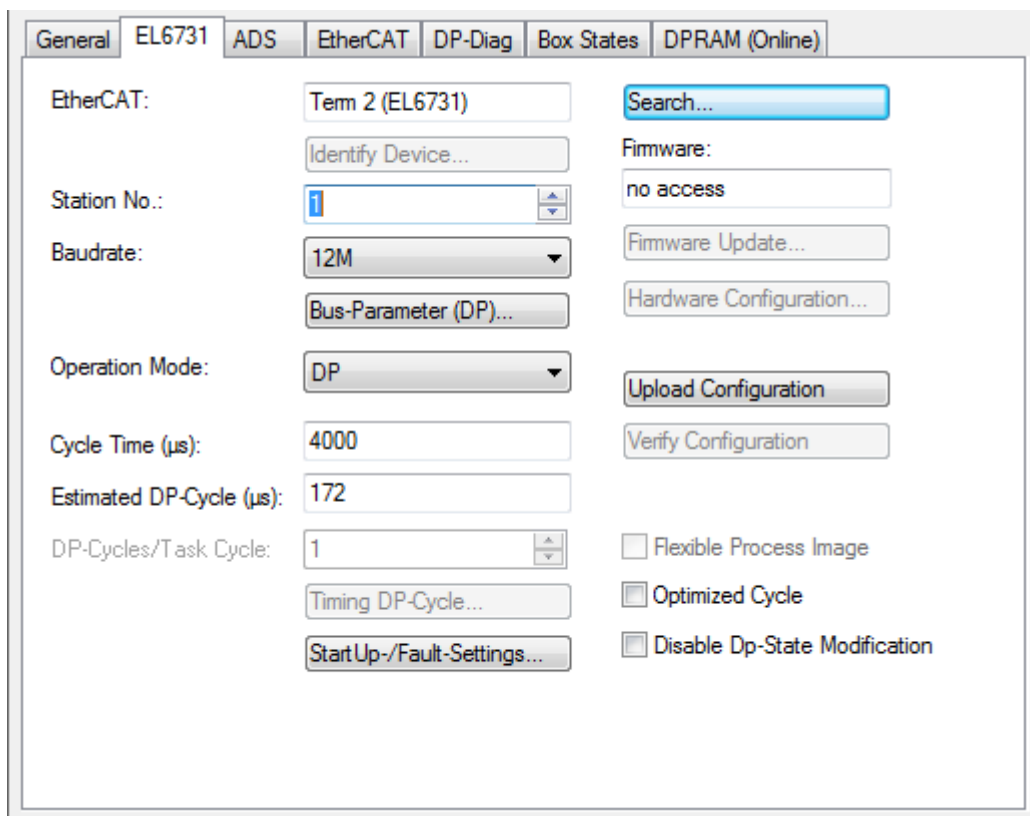 General EL6731 ADS EtherCAT DP-Diag Box States DPRAM (Online)
EtherCAT: Term 2 (EL6731) Search...
Identify Device... Firmware:
Station No.: 1 no access
Baudrate: 12M Firmware Update...
Bus-Parameter (DP)... Hardware Configuration...
Operation Mode: DP Upload Configuration
Cycle Time (µs): 4000 Verify Configuration
Estimated DP-Cycle (µs): 172
DP-Cycles/Task Cycle: 1 Flexible Process Image
Timing DP-Cycle... Optimized Cycle
StartUp-/Fault-Settings... Disable Dp-State Modification